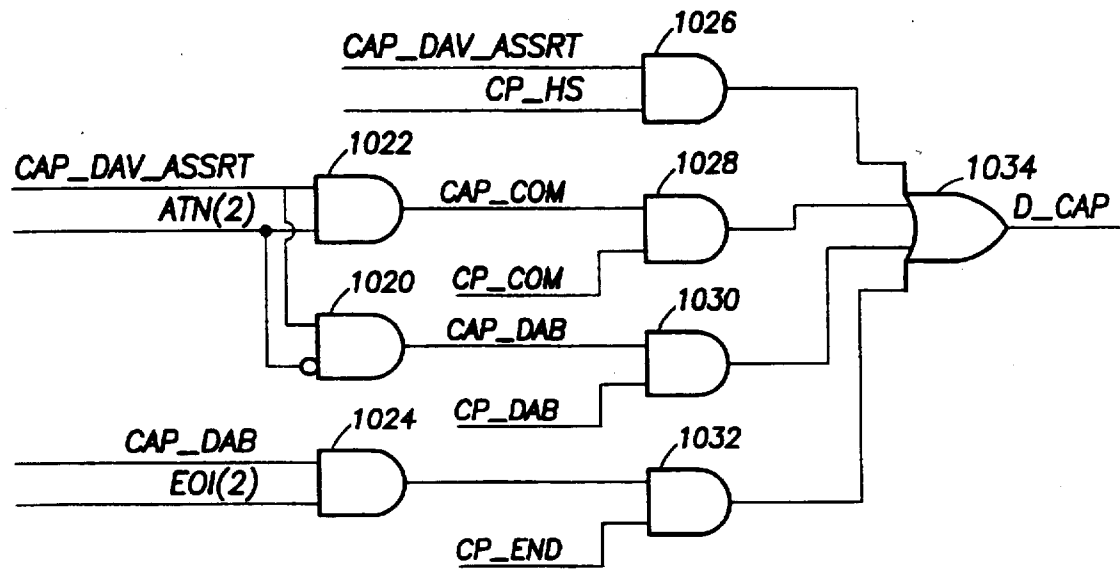 1026
CAP_DAV_ASSRT
CP_HS
1022
1028
CAP_DAV_ASSRT
CAP_COM
1034
ATN(2)
D_CAP
CP_COM
1020
1030
CAP_DAB
CP_DAB
1024
1032
CAP_DAB
EOI(2)
CP_END